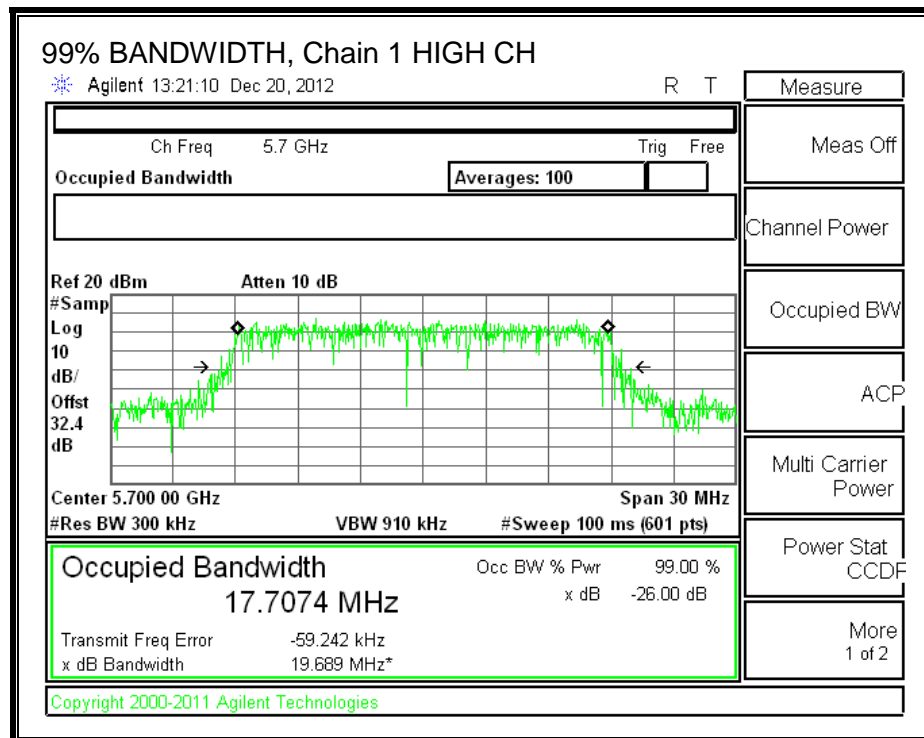 99% BANDWIDTH, Chain 1 HIGH CH
Agilent 13:21:10 Dec 20, 2012 R T
Measure
Ch Freq 5.7 GHz Trig Free
Meas Off
Occupied Bandwidth Averages: 100
Channel Power
Ref 20 dBm Atten 10 dB
#Samp
Log
10
dB/
Offst
32.4
dB
Occupied BW
ACP
Multi Carrier
Power
Center 5.700 00 GHz Span 30 MHz
#Res BW 300 kHz VBW 910 kHz #Sweep 100 ms (601 pts)
Power Stat
CCDF
Occupied Bandwidth Occ BW % Pwr 99.00 %
17.7074 MHz x dB -26.00 dB
Transmit Freq Error -59.242 kHz
x dB Bandwidth 19.689 MHz*
More
1 of 2
Copyright 2000-2011 Agilent Technologies